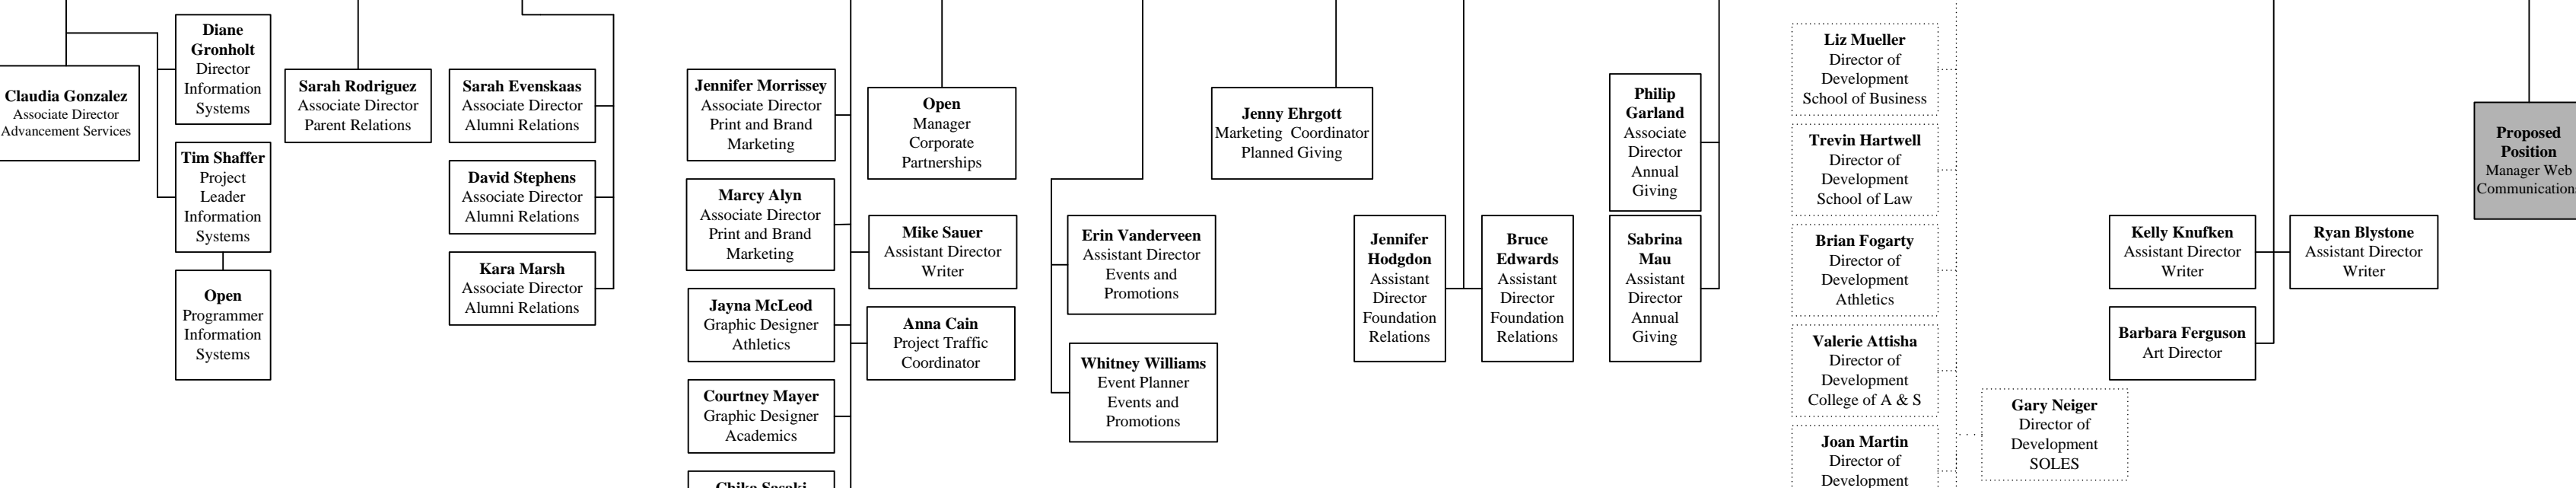 Diane
Gronholt
Director
Information
Systems
Claudia Gonzalez
Associate Director
Advancement Services
Tim Shaffer
Project
Leader
Information
Systems
Open
Programmer
Information
Systems
Sarah Rodriguez
Associate Director
Parent Relations
Sarah Evenskaas
Associate Director
Alumni Relations
David Stephens
Associate Director
Alumni Relations
Kara Marsh
Associate Director
Alumni Relations
Jennifer Morrissey
Associate Director
Print and Brand
Marketing
Marcy Alyn
Associate Director
Print and Brand
Marketing
Jayna McLeod
Graphic Designer
Athletics
Courtney Mayer
Graphic Designer
Academics
Chika Sasaki
Open
Manager
Corporate
Partnerships
Mike Sauer
Assistant Director
Writer
Anna Cain
Project Traffic
Coordinator
Erin Vanderveen
Assistant Director
Events and
Promotions
Whitney Williams
Event Planner
Events and
Promotions
Jenny Ehrgott
Marketing Coordinator
Planned Giving
Jennifer
Hodgdon
Assistant
Director
Foundation
Relations
Bruce
Edwards
Assistant
Director
Foundation
Relations
Philip
Garland
Associate
Director
Annual
Giving
Sabrina
Mau
Assistant
Director
Annual
Giving
Liz Mueller
Director of
Development
School of Business
Trevin Hartwell
Director of
Development
School of Law
Brian Fogarty
Director of
Development
Athletics
Valerie Attisha
Director of
Development
College of A & S
Joan Martin
Director of
Development
Gary Neiger
Director of
Development
SOLES
Kelly Knufken
Assistant Director
Writer
Barbara Ferguson
Art Director
Ryan Blystone
Assistant Director
Writer
Proposed
Position
Manager Web
Communication